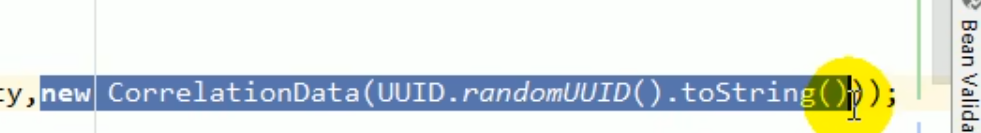 ty,new CorrelationData(UUID.randomUUID().toString()));
Bean Valida